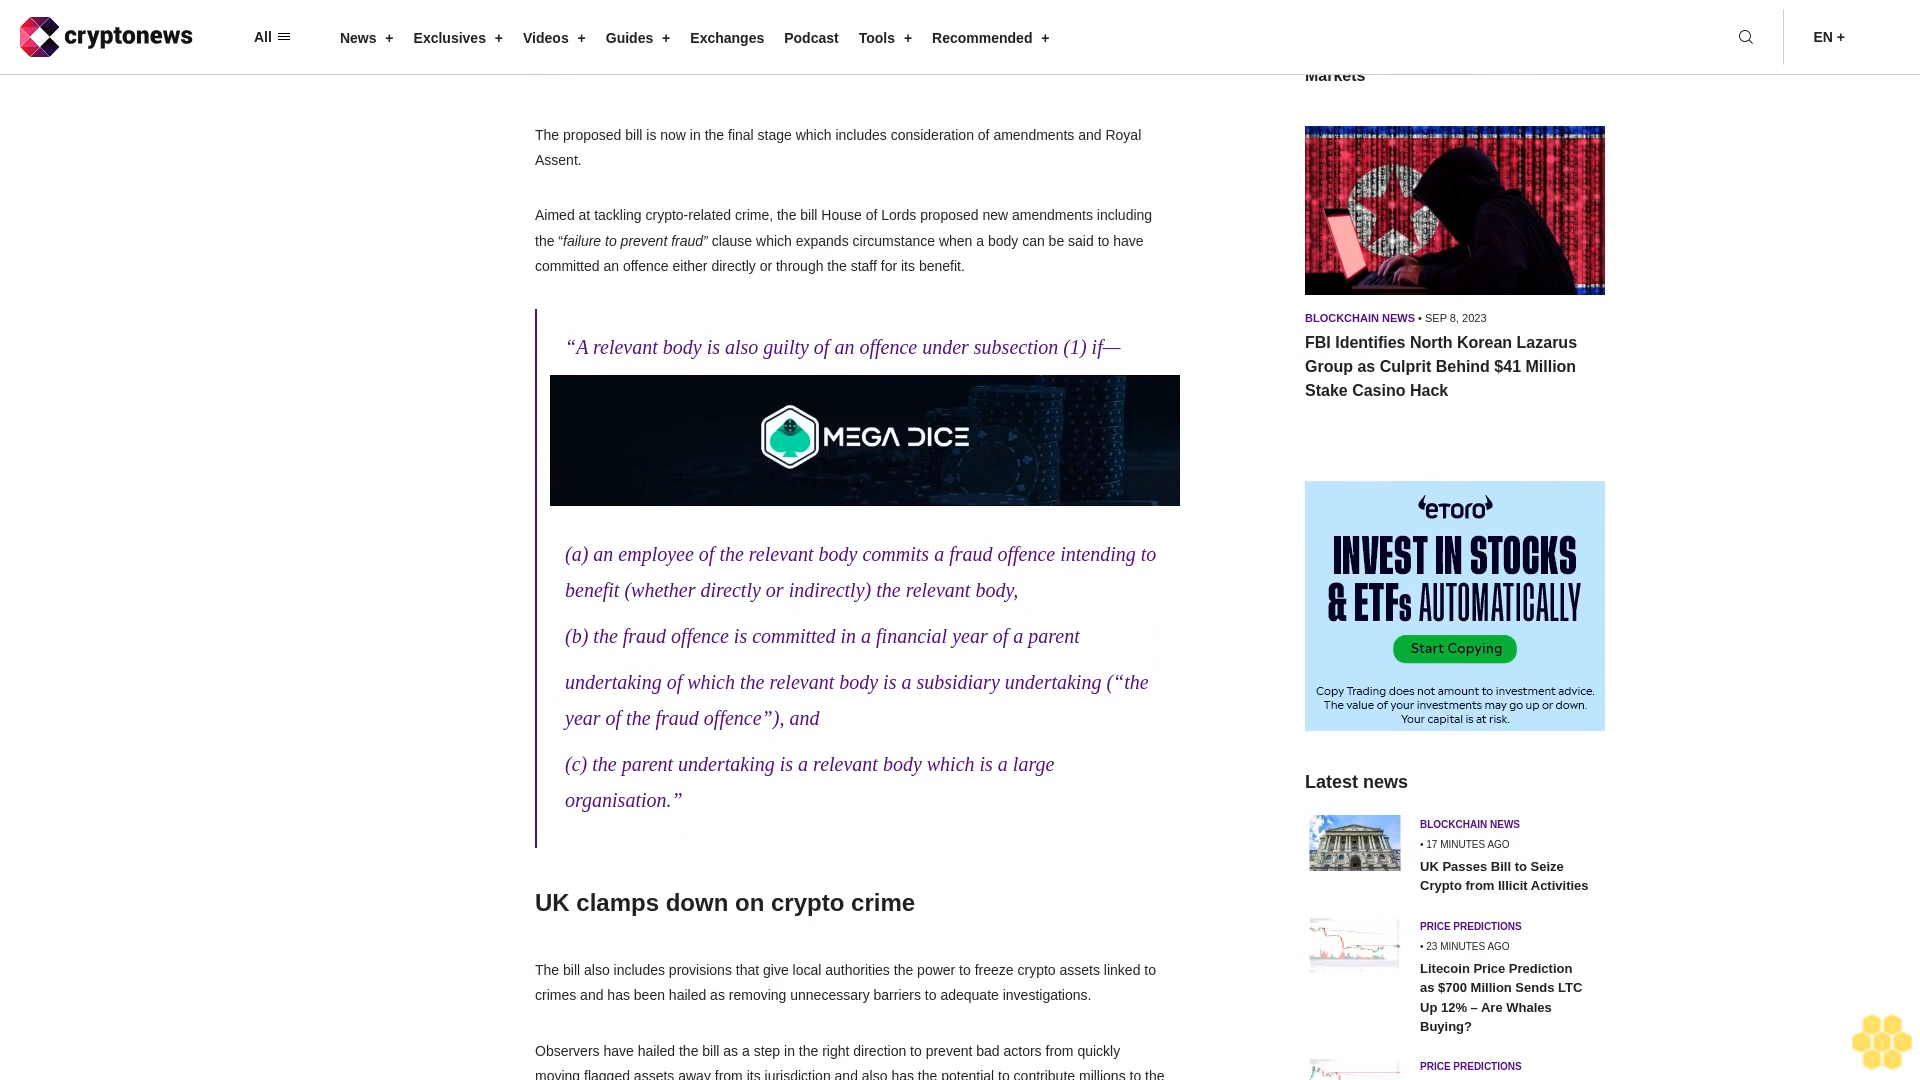 cryptonews
All
News +
Exclusives +
Videos +
Guides +
Exchanges
Podcast
Tools +
Recommended +
EN +
The proposed bill is now in the final stage which includes consideration of amendments and Royal
Assent.
Aimed at tackling crypto-related crime, the bill House of Lords proposed new amendments including
the “failure to prevent fraud” clause which expands circumstance when a body can be said to have
committed an offence either directly or through the staff for its benefit.
“A relevant body is also guilty of an offence under subsection (1) if—
MEGA DICE
(a) an employee of the relevant body commits a fraud offence intending to
benefit (whether directly or indirectly) the relevant body,
(b) the fraud offence is committed in a financial year of a parent
undertaking of which the relevant body is a subsidiary undertaking (“the
year of the fraud offence”), and
(c) the parent undertaking is a relevant body which is a large
organisation.”
UK clamps down on crypto crime
The bill also includes provisions that give local authorities the power to freeze crypto assets linked to
crimes and has been hailed as removing unnecessary barriers to adequate investigations.
Observers have hailed the bill as a step in the right direction to prevent bad actors from quickly
moving flagged assets away from its jurisdiction and also has the potential to contribute millions to the
Markets
BLOCKCHAIN NEWS • SEP 8, 2023
FBI Identifies North Korean Lazarus
Group as Culprit Behind $41 Million
Stake Casino Hack
eTORO
INVEST IN STOCKS
& ETFs AUTOMATICALLY
Start Copying
Copy Trading does not amount to investment advice.
The value of your investments may go up or down.
Your capital is at risk.
Latest news
BLOCKCHAIN NEWS
• 17 MINUTES AGO
UK Passes Bill to Seize
Crypto from Illicit Activities
PRICE PREDICTIONS
• 23 MINUTES AGO
Litecoin Price Prediction
as $700 Million Sends LTC
Up 12% – Are Whales
Buying?
PRICE PREDICTIONS